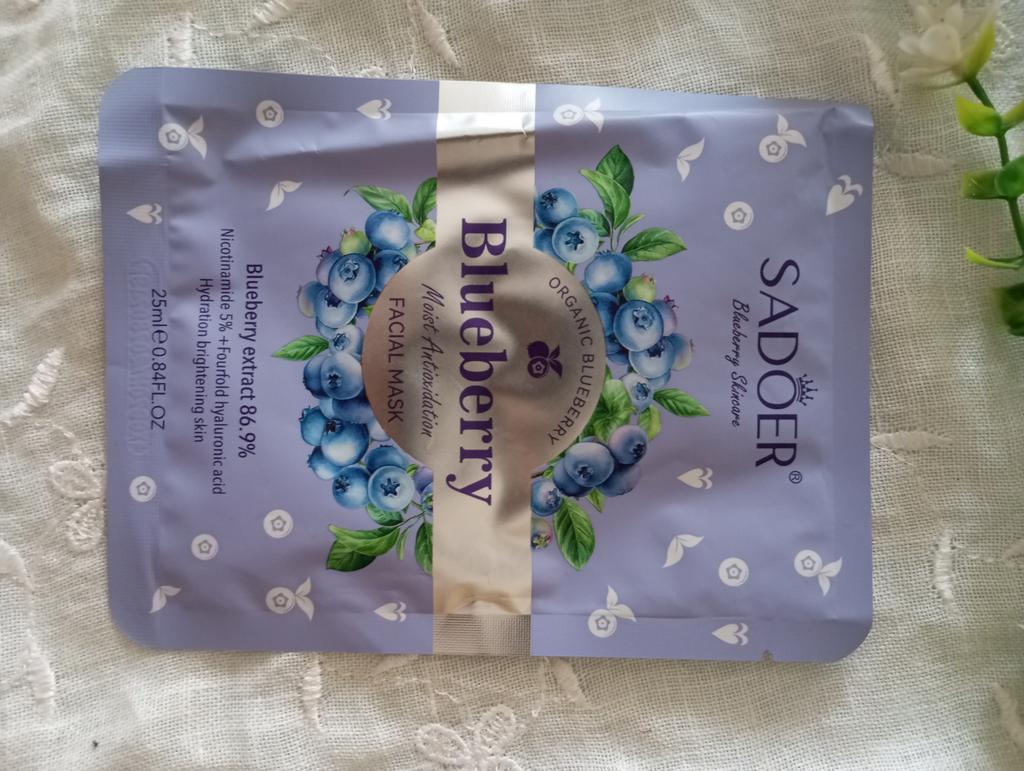 SADOER®
Blueberry Skincare
ORGANIC BLUEBERRY
Blueberry
Moist Antioxidation
FACIAL MASK
Blueberry extract 86.9%
Nicotinamide 5% +Fourfold hyaluronic acid
Hydration brightening skin
25ml℮0.84FL.OZ